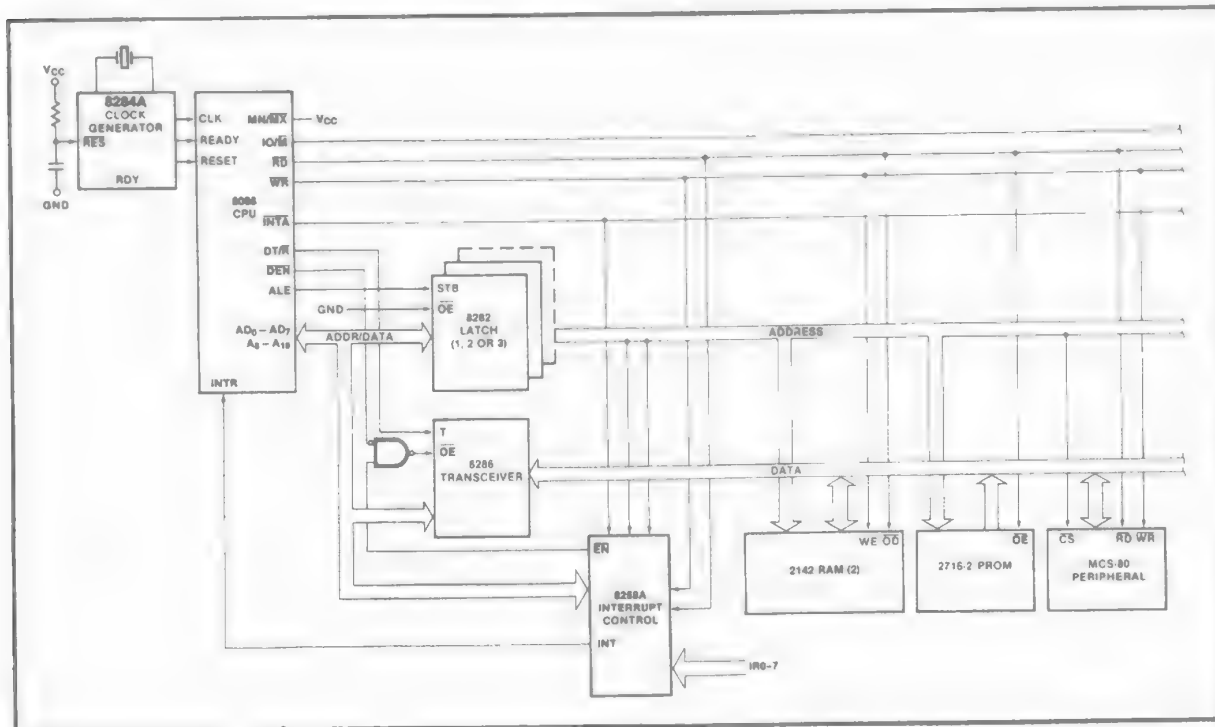 VCC
8284A
CLOCK
GENERATOR
RES
RDY
GND
CLK
READY
RESET
MN/MX
VCC
IO/M
RD
WR
8088
CPU
INTA
DT/R
DEN
ALE
AD0 – AD7
A8 – A19
INTR
ADDR/DATA
GND
STB
OE
8282
LATCH
(1, 2 OR 3)
ADDRESS
T
OE
8286
TRANSCEIVER
DATA
EN
8259A
INTERRUPT
CONTROL
INT
IR0-7
WE OD
2142 RAM (2)
OE
2716-2 PROM
CS
RD WR
MCS-80
PERIPHERAL